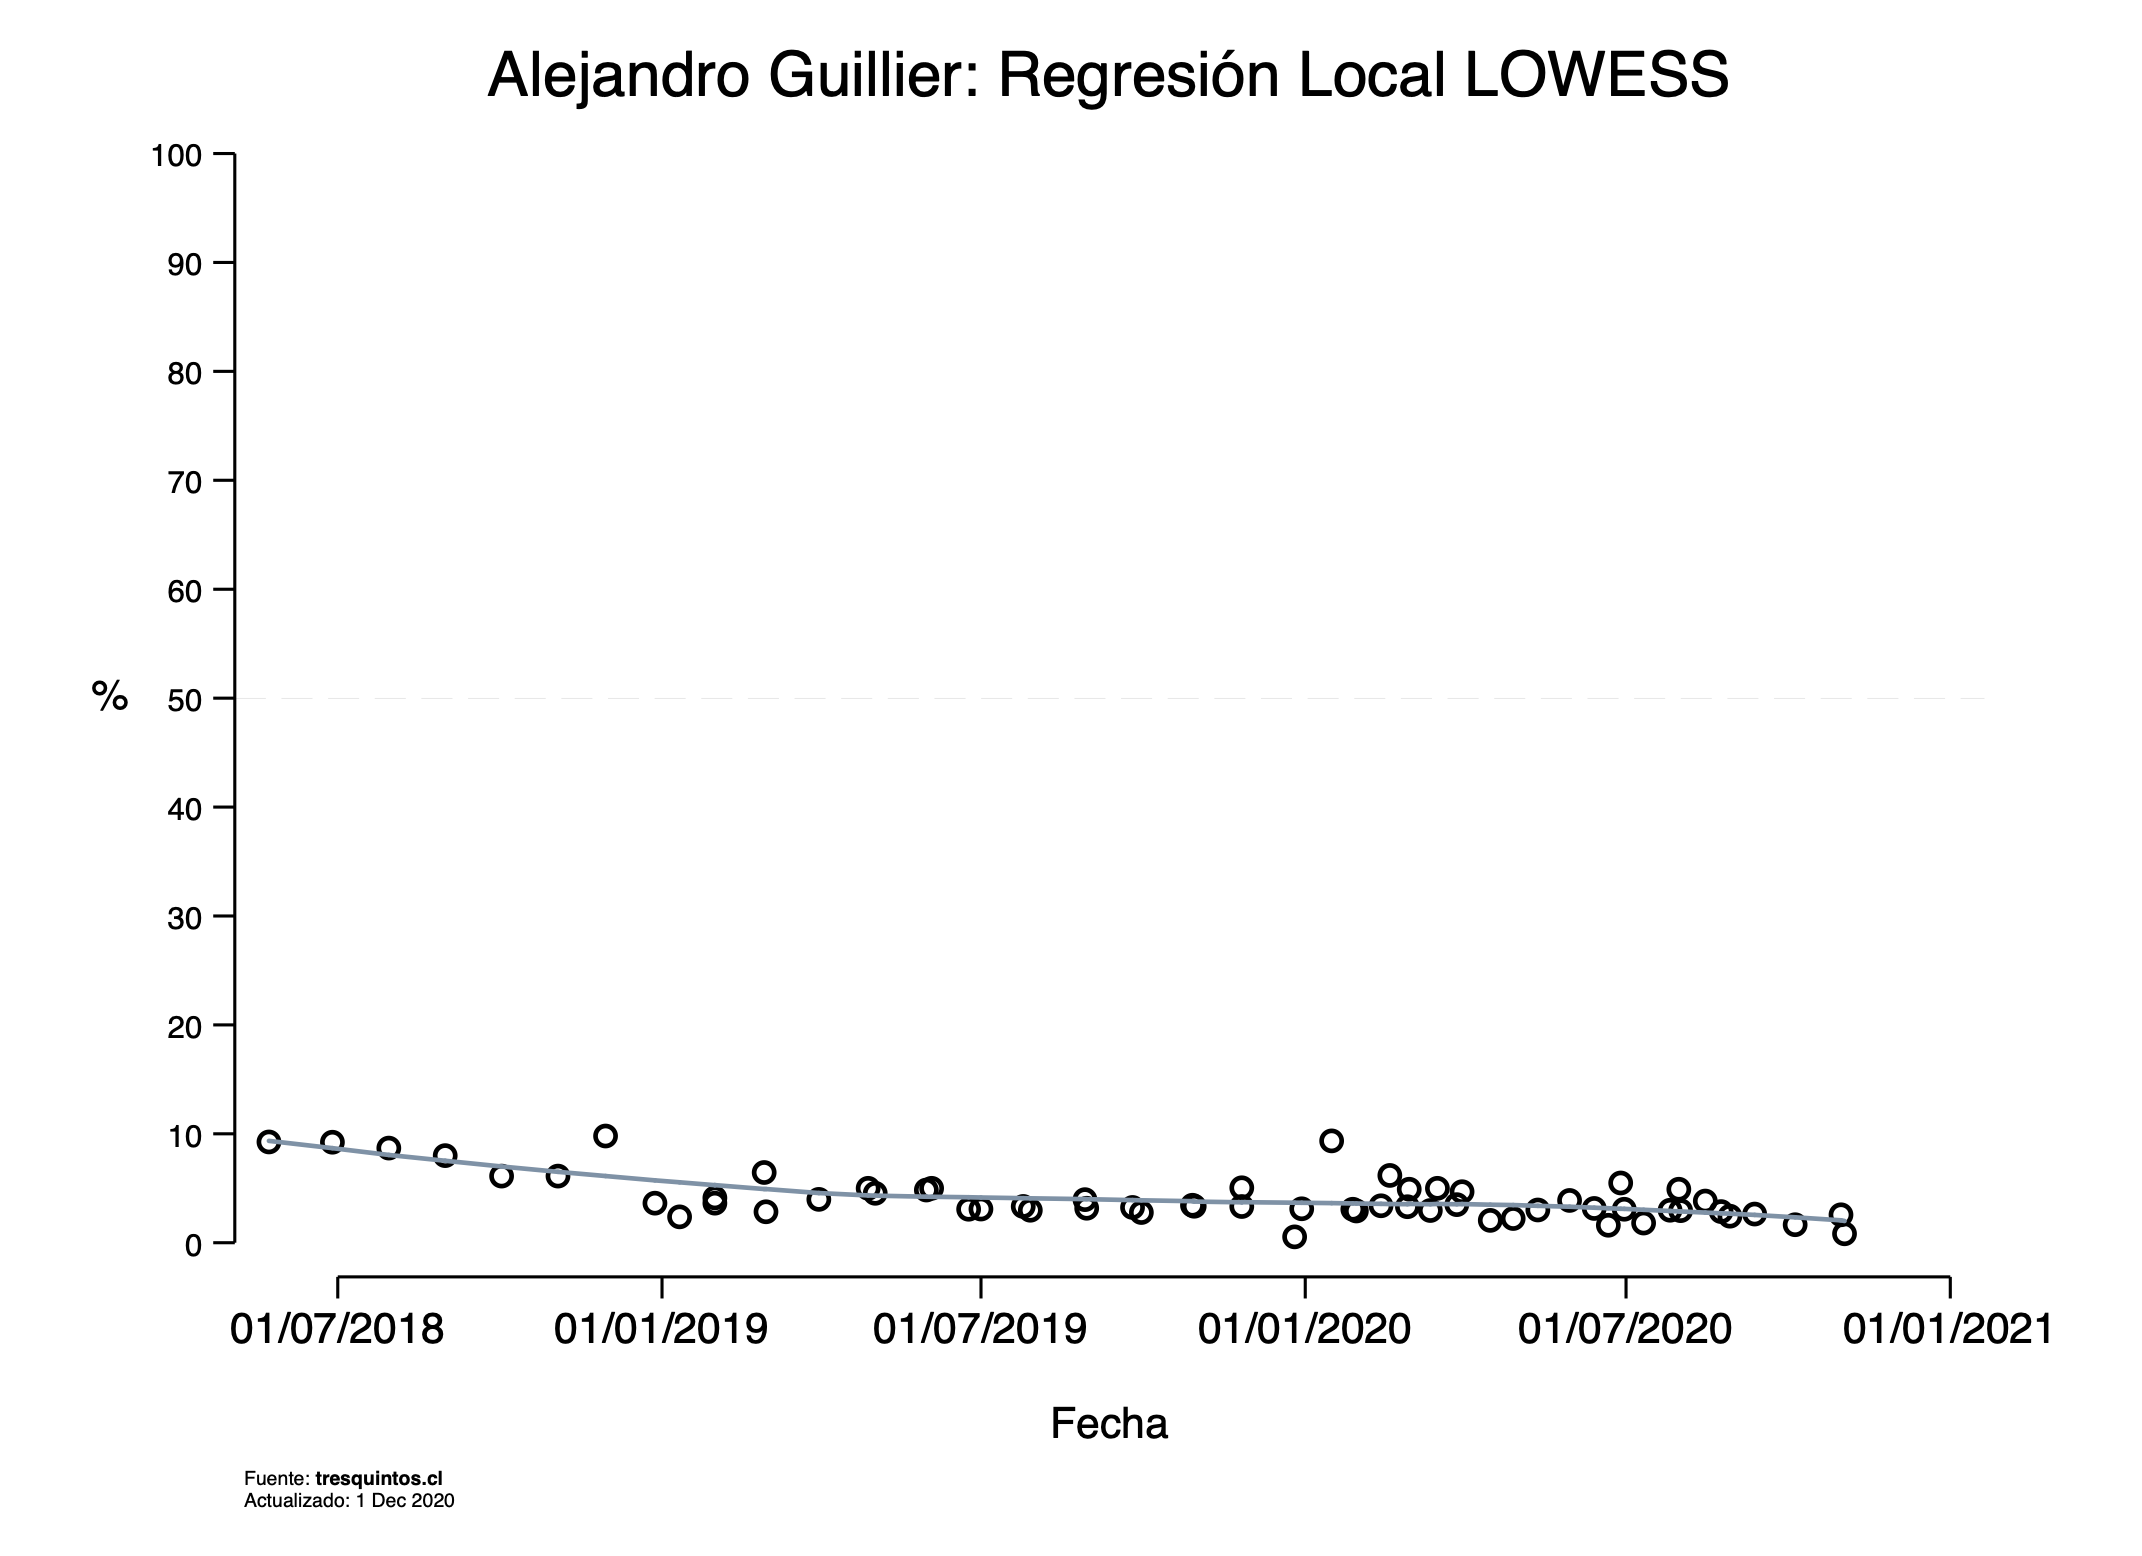 Alejandro Guillier: Regresión Local LOWESS
100
90
80
70
60
% 50
40
30
20
10
0
01/07/2018 01/01/2019 01/07/2019 01/01/2020 01/07/2020 01/01/2021
Fecha
Fuente: tresquintos.cl
Actualizado: 1 Dec 2020